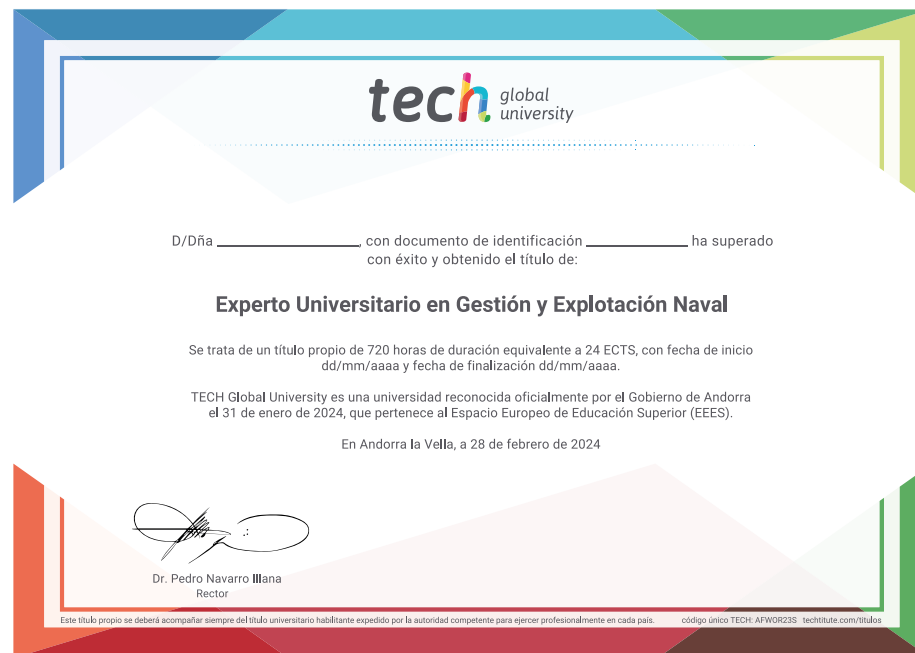 tech global university
D/Dña ______________, con documento de identificación __________ ha superado
con éxito y obtenido el título de:
Experto Universitario en Gestión y Explotación Naval
Se trata de un título propio de 720 horas de duración equivalente a 24 ECTS, con fecha de inicio
dd/mm/aaaa y fecha de finalización dd/mm/aaaa.
TECH Global University es una universidad reconocida oficialmente por el Gobierno de Andorra
el 31 de enero de 2024, que pertenece al Espacio Europeo de Educación Superior (EEES).
En Andorra la Vella, a 28 de febrero de 2024
Dr. Pedro Navarro Illana
Rector
Este título propio se deberá acompañar siempre del título universitario habilitante expedido por la autoridad competente para ejercer profesionalmente en cada país. código único TECH: AFWOR23S techtitute.com/titulos